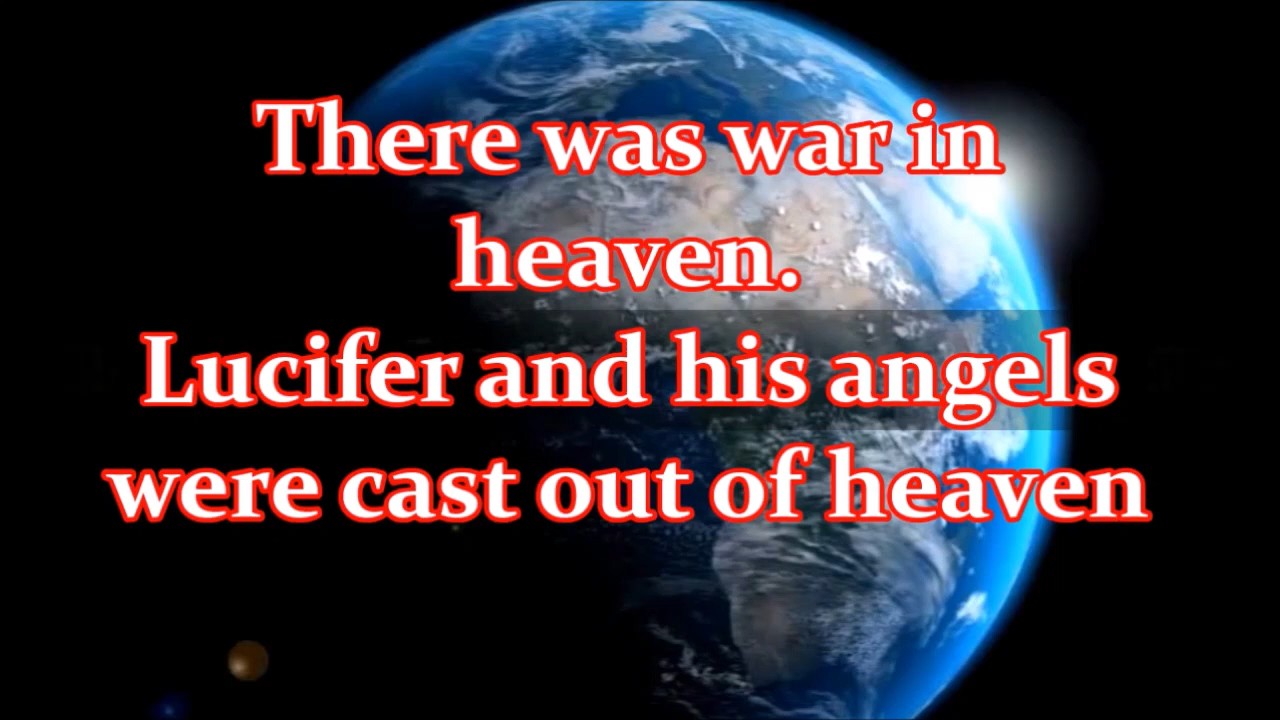 There was war in
heaven.
Lucifer and his angels
were cast out of heaven